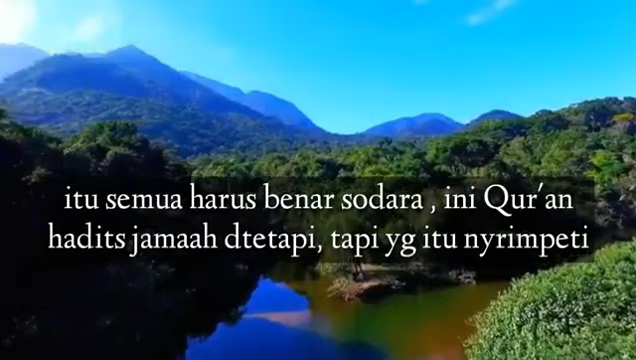 itu semua harus benar sodara , ini Qur'an
hadits jamaah dtetapi, tapi yg itu nyrimpeti